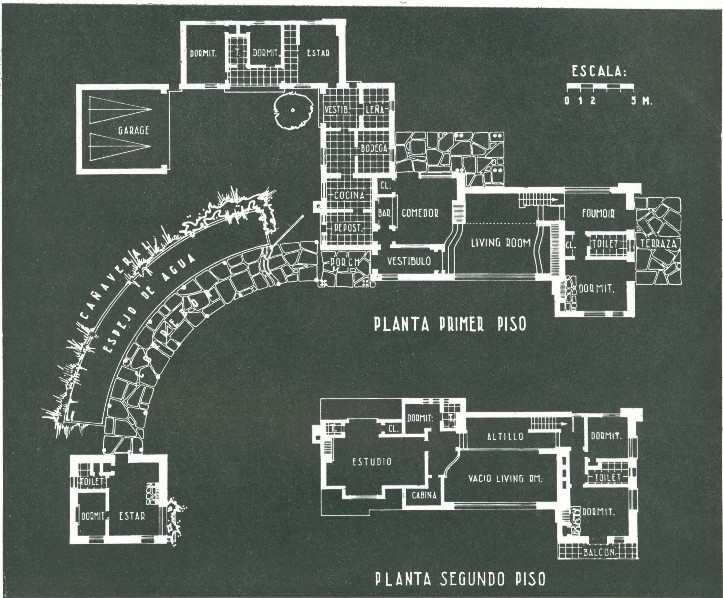 DORMIT.
T.
DORMIT.
ESTAR
ESCALA:
0 1 2 5 M.
GARAGE
VESTIB.
LEÑA
BODEGA
COCINA
CL.
BAR
COMEDOR
REPOST.
LIVING ROOM
FOUMOIR
CL.
TOILET
TERRAZA
PORCH
VESTIBULO
DORMIT.
CAÑAVERAL
ESPEJO DE AGUA
PLANTA PRIMER PISO
DORMIT.
T.
CL.
ALTILLO
DORMIT.
ESTUDIO
VACIO LIVING RM.
TOILET
CABINA
DORMIT.
BALCON
TOILET
DORMIT.
ESTAR
PLANTA SEGUNDO PISO